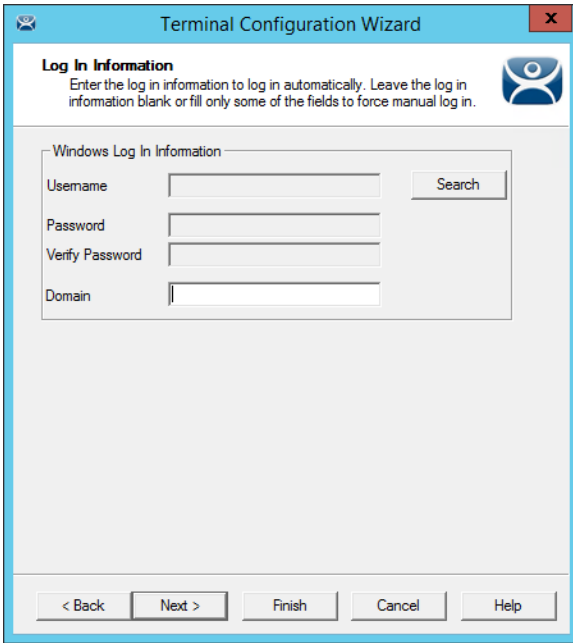 Terminal Configuration Wizard
x
Log In Information
Enter the log in information to log in automatically. Leave the log in
information blank or fill only some of the fields to force manual log in.
Windows Log In Information
Username
Search
Password
Verify Password
Domain
< Back Next > Finish Cancel Help